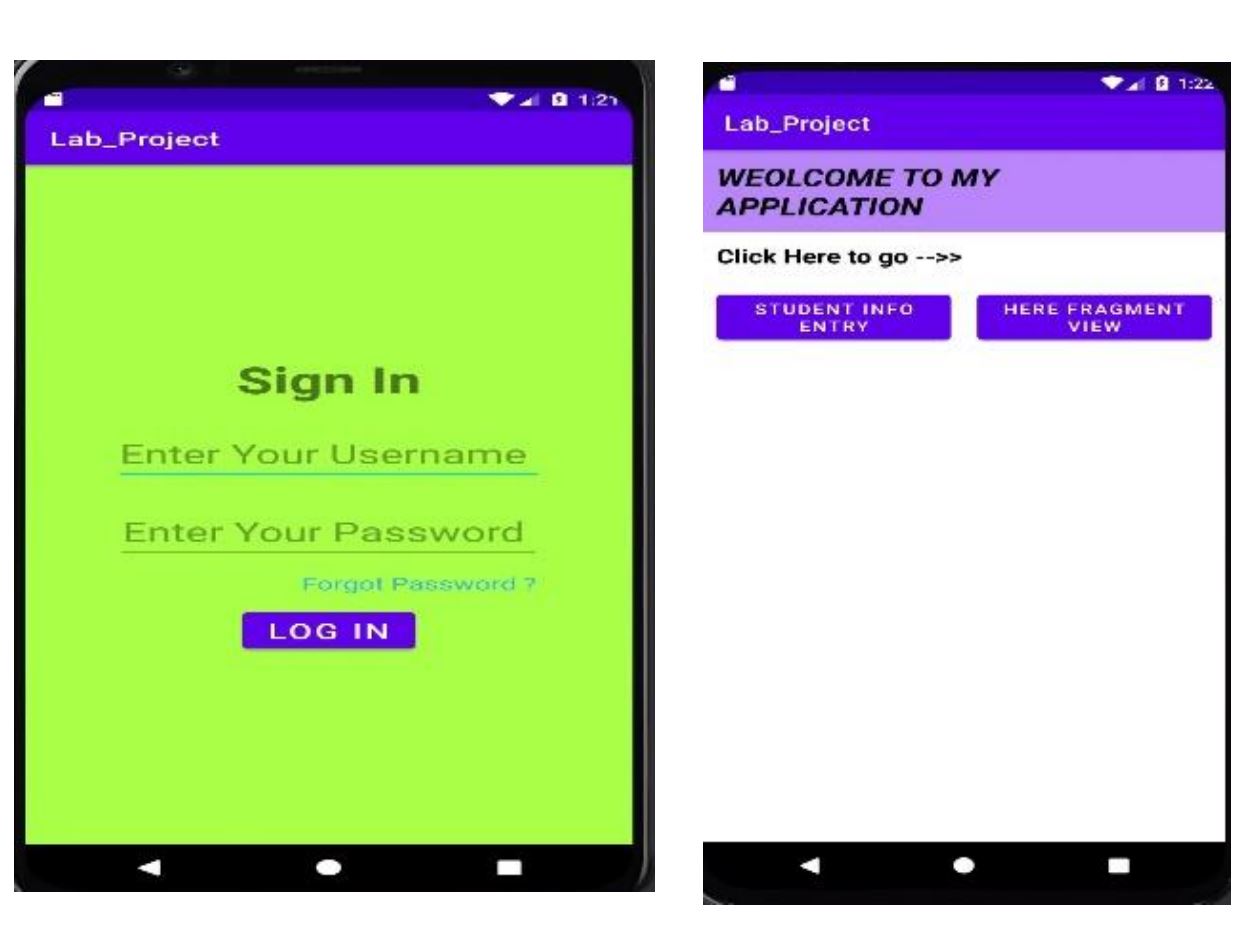 1:21
Lab_Project
Sign In
Enter Your Username
Enter Your Password
Forgot Password ?
LOG IN
1:22
Lab_Project
WEOLCOME TO MY
APPLICATION
Click Here to go -->>
STUDENT INFO
ENTRY
HERE FRAGMENT
VIEW